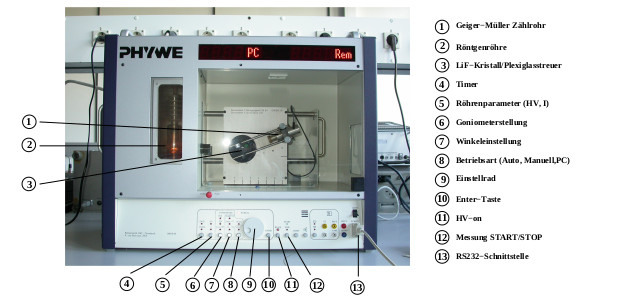 PHYWE
PC
Rem
1
2
3
4
5
6
7
8
9
10
11
12
13
1 Geiger−Müller Zählrohr
2 Röntgenröhre
3 LiF−Kristall/Plexiglasstreuer
4 Timer
5 Röhrenparameter (HV, I)
6 Goniometerstellung
7 Winkeleinstellung
8 Betriebsart (Auto, Manuell,PC)
9 Einstellrad
10 Enter−Taste
11 HV−on
12 Messung START/STOP
13 RS232−Schnittstelle